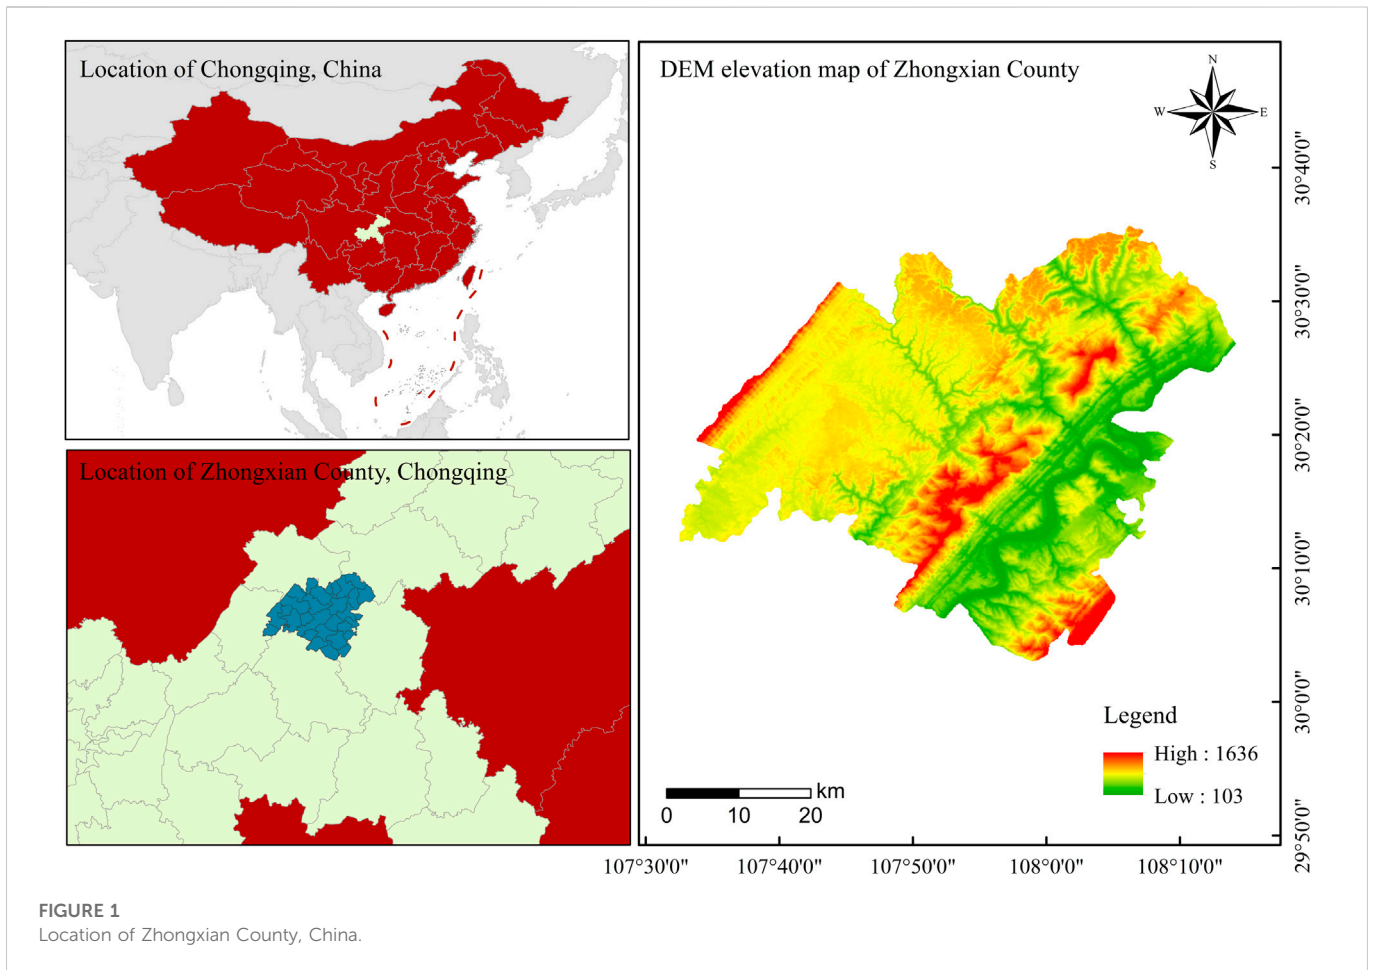 Location of Chongqing, China
Location of Zhongxian County, Chongqing
DEM elevation map of Zhongxian County
N
W E
S
30°40'0"
30°30'0"
30°20'0"
30°10'0"
30°0'0"
29°50'0"
Legend
High : 1636
Low : 103
km
0 10 20
107°30'0" 107°40'0" 107°50'0" 108°0'0" 108°10'0"
FIGURE 1
Location of Zhongxian County, China.